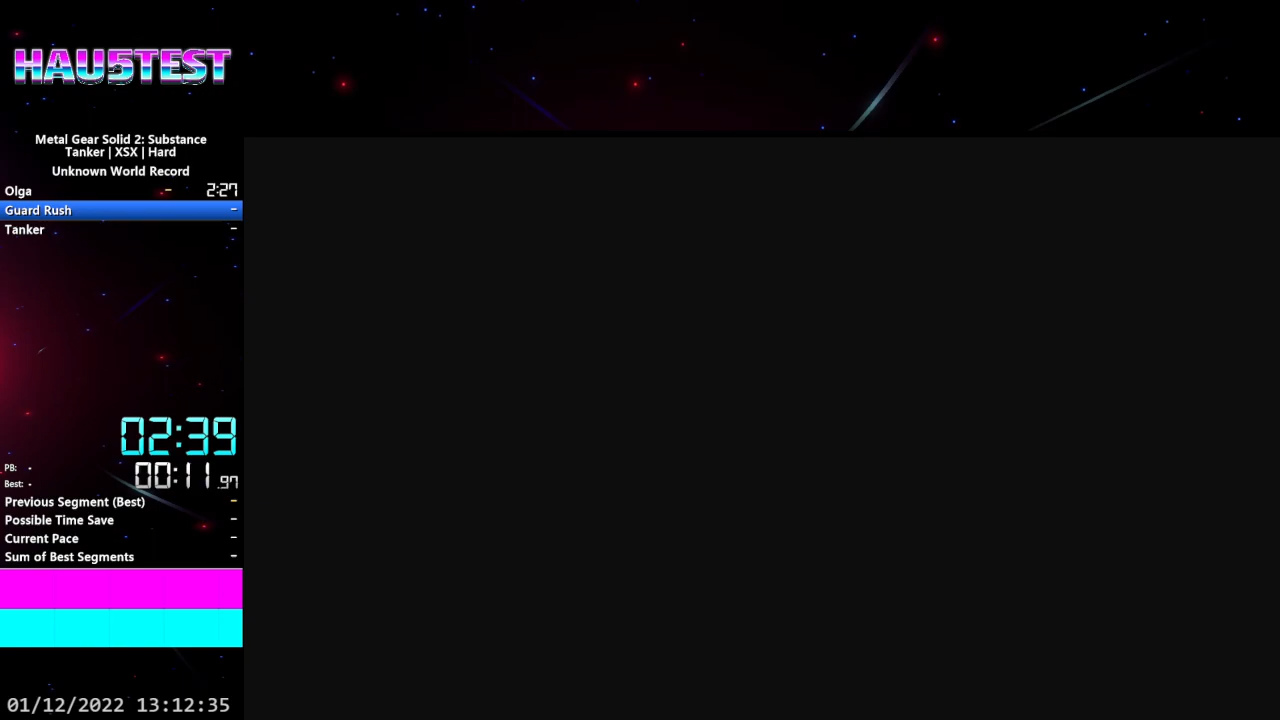 HAU5TEST
Metal Gear Solid 2: Substance
Tanker | XSX | Hard
Unknown World Record
Olga - 2:27
Guard Rush -
Tanker -
02:39
PB: -
00:11.97
Best: -
Previous Segment (Best) -
Possible Time Save -
Current Pace -
Sum of Best Segments -
01/12/2022 13:12:35